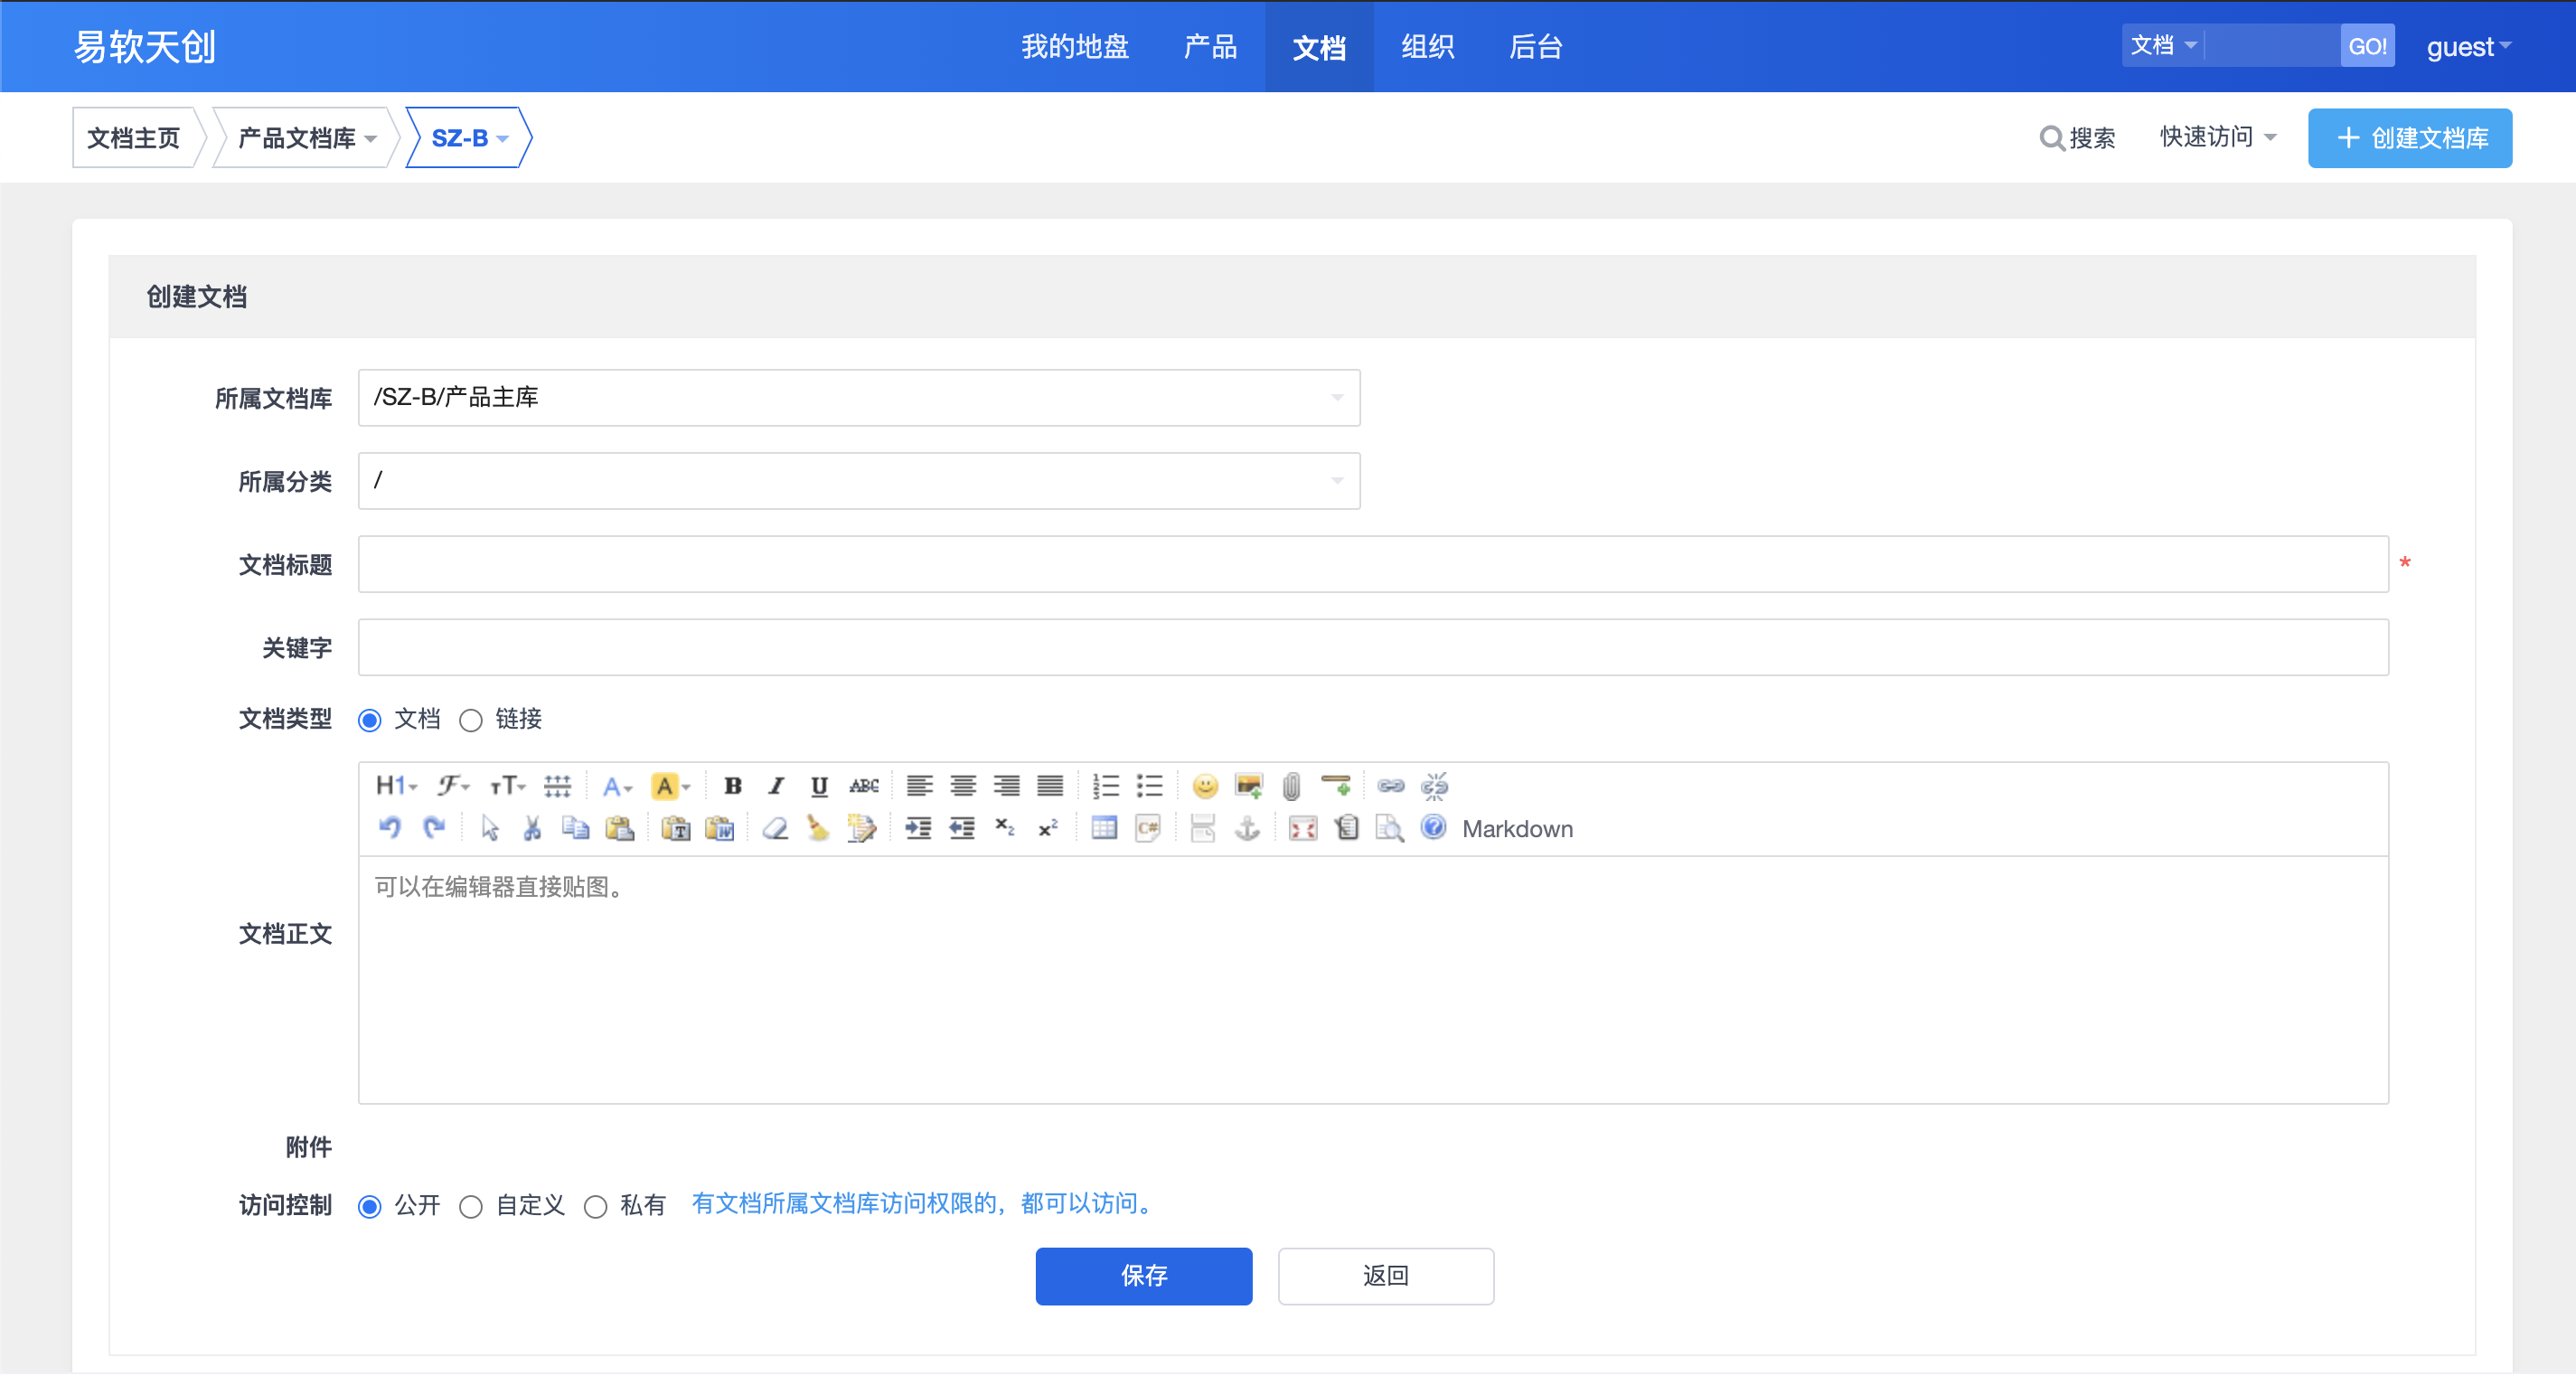 易软天创 我的地盘 产品 文档 组织 后台 文档 GO! guest
文档主页 产品文档库 SZ-B 搜索 快速访问 + 创建文档库
创建文档
所属文档库 /SZ-B/产品主库
所属分类 /
文档标题 *
关键字
文档类型 文档 链接
H1 F TT A A B I U ABC
Markdown
可以在编辑器直接贴图。
文档正文
附件
访问控制 公开 自定义 私有 有文档所属文档库访问权限的，都可以访问。
保存 返回